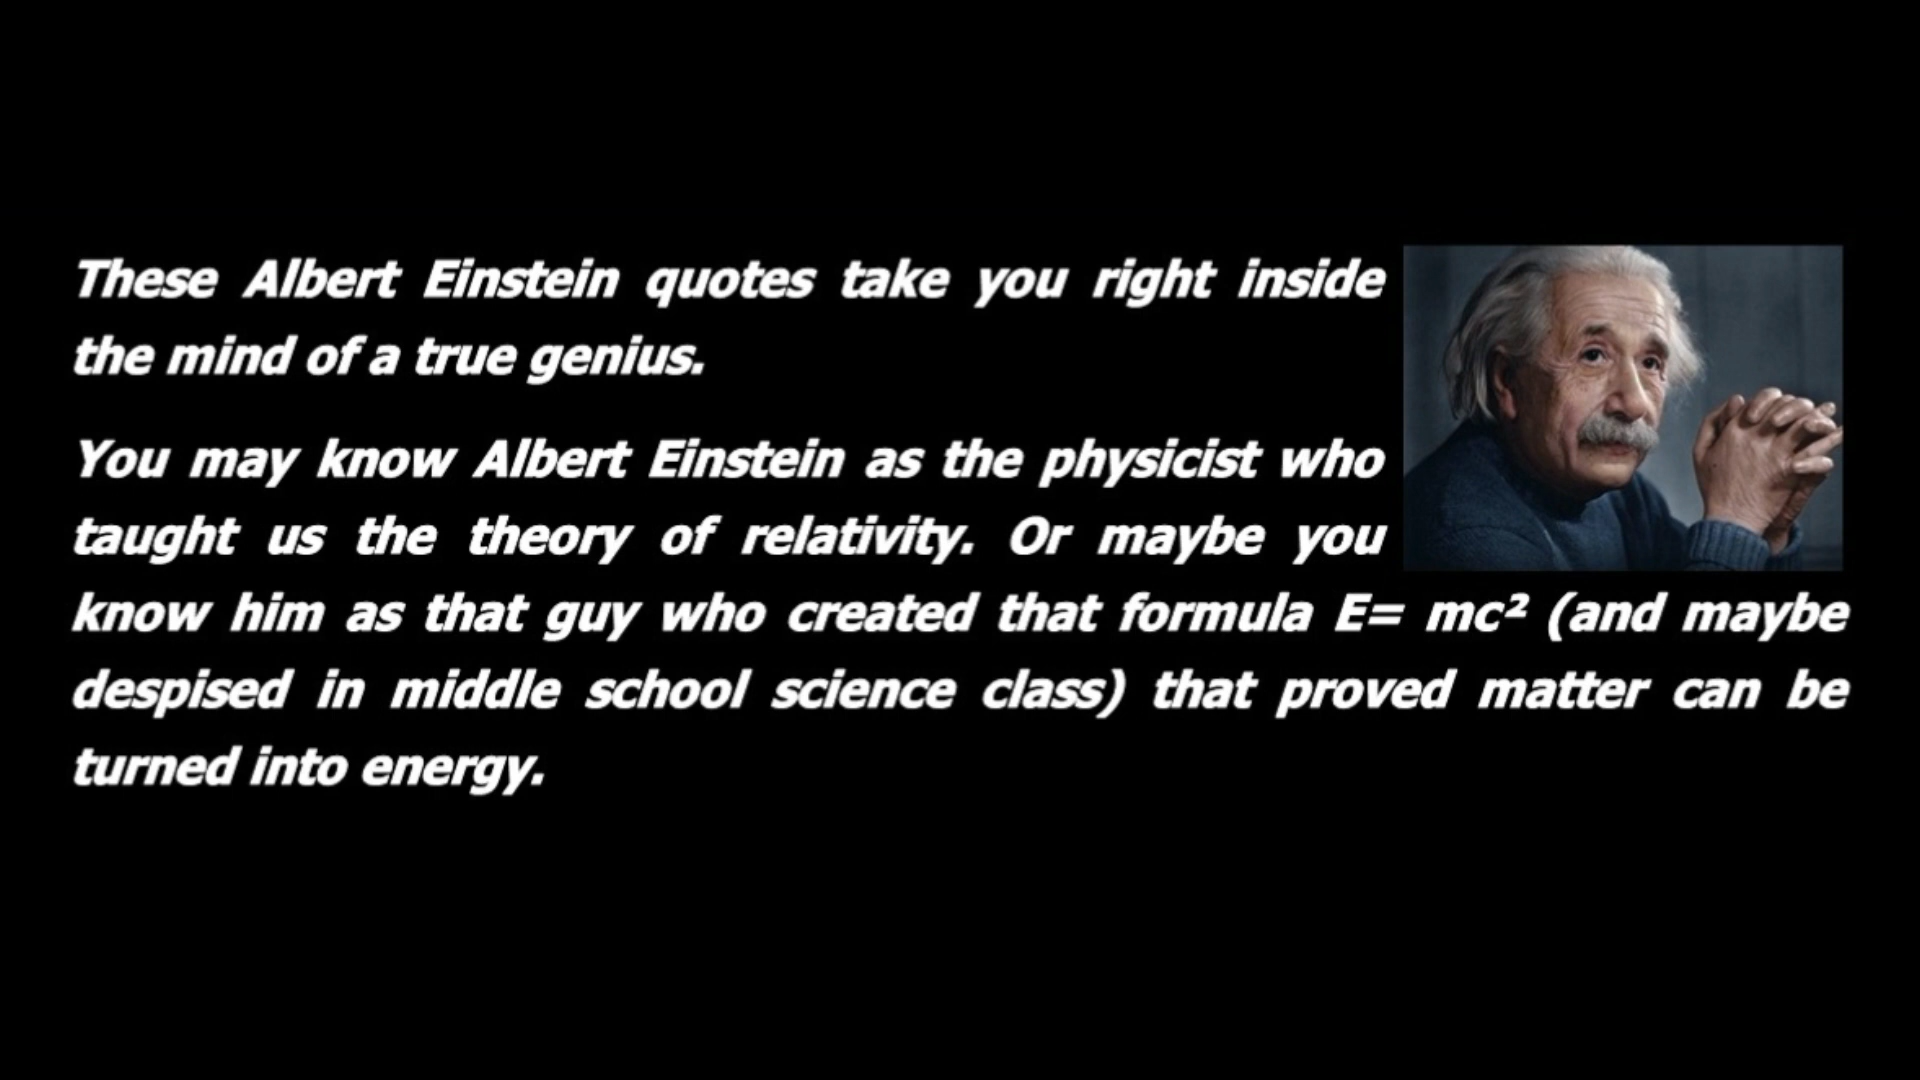 These Albert Einstein quotes take you right inside
the mind of a true genius.
You may know Albert Einstein as the physicist who
taught us the theory of relativity. Or maybe you
know him as that guy who created that formula E= mc² (and maybe
despised in middle school science class) that proved matter can be
turned into energy.